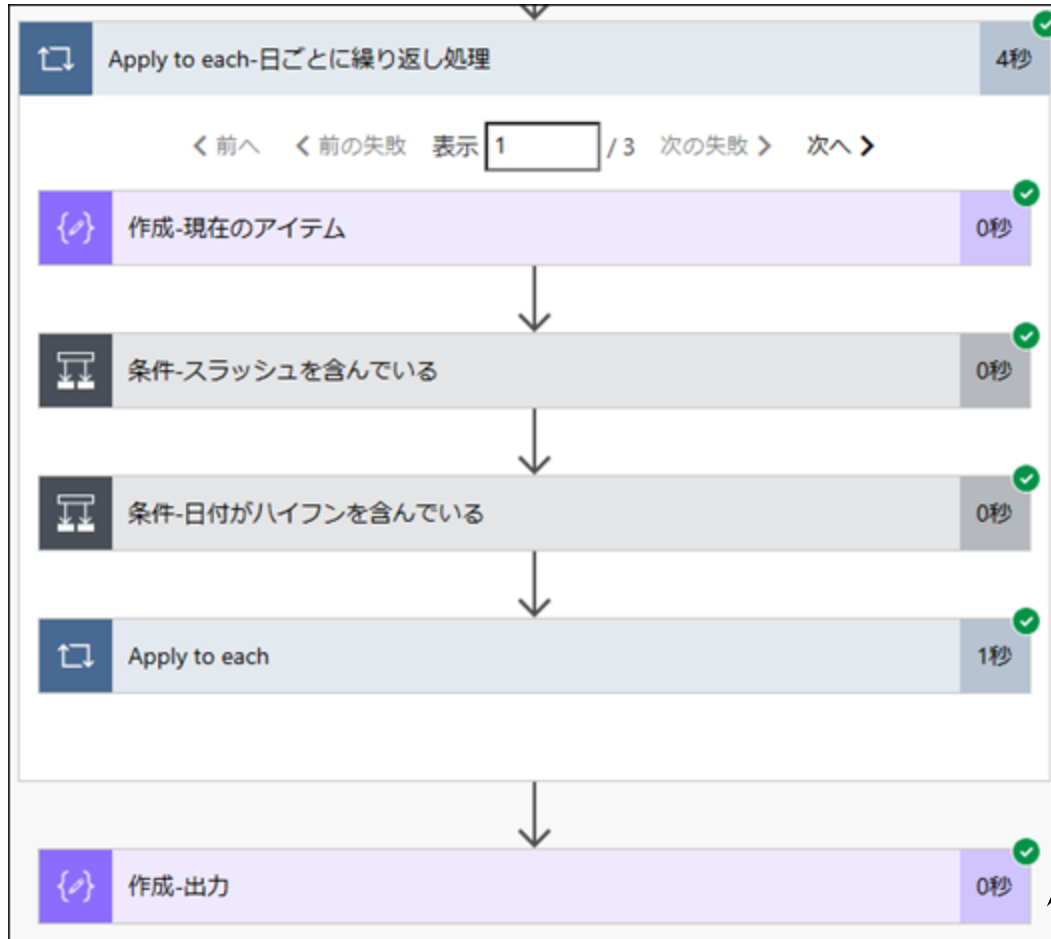 Apply to each-日ごとに繰り返し処理 4秒
前へ 前の失敗 表示 1 / 3 次の失敗 次へ
作成-現在のアイテム 0秒
条件-スラッシュを含んでいる 0秒
条件-日付がハイフンを含んでいる 0秒
Apply to each 1秒
作成-出力 0秒